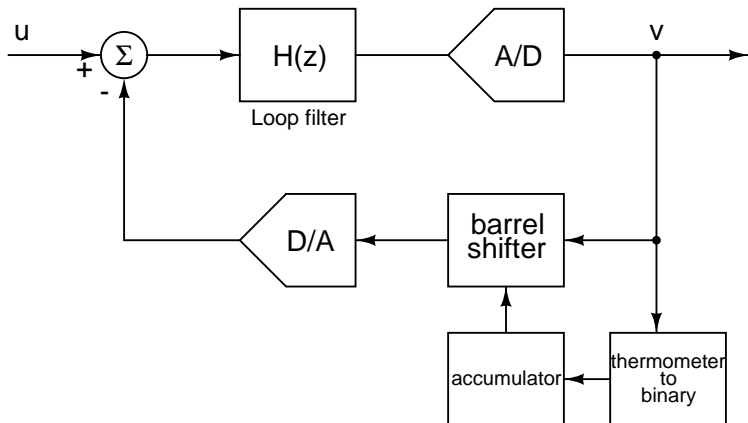 u
v
+
Σ
-
H(z)
A/D
Loop filter
D/A
barrel
shifter
accumulator
thermometer
to
binary